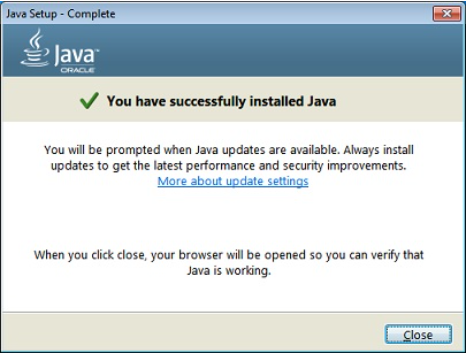 Java Setup - Complete
Java™
ORACLE
You have successfully installed Java
You will be prompted when Java updates are available. Always install
updates to get the latest performance and security improvements.
More about update settings
When you click close, your browser will be opened so you can verify that
Java is working.
Close